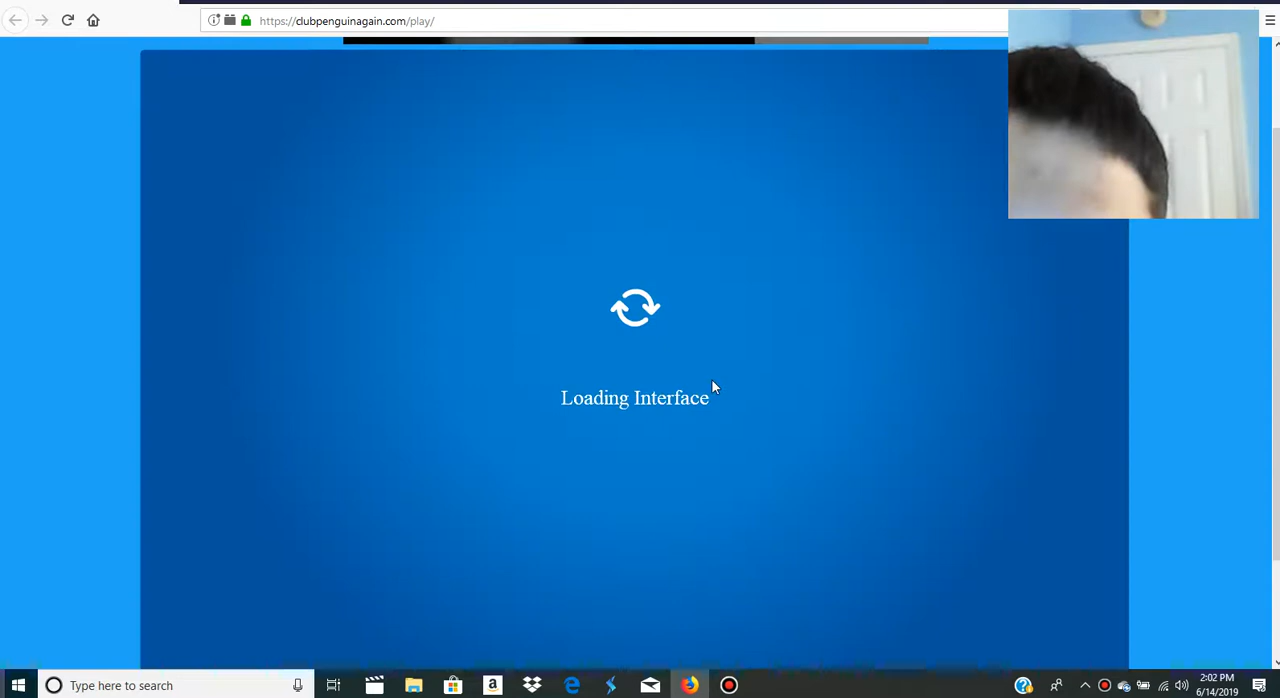 https://clubpenguinagain.com/play/
Loading Interface
Type here to search
2:02 PM
6/14/2019